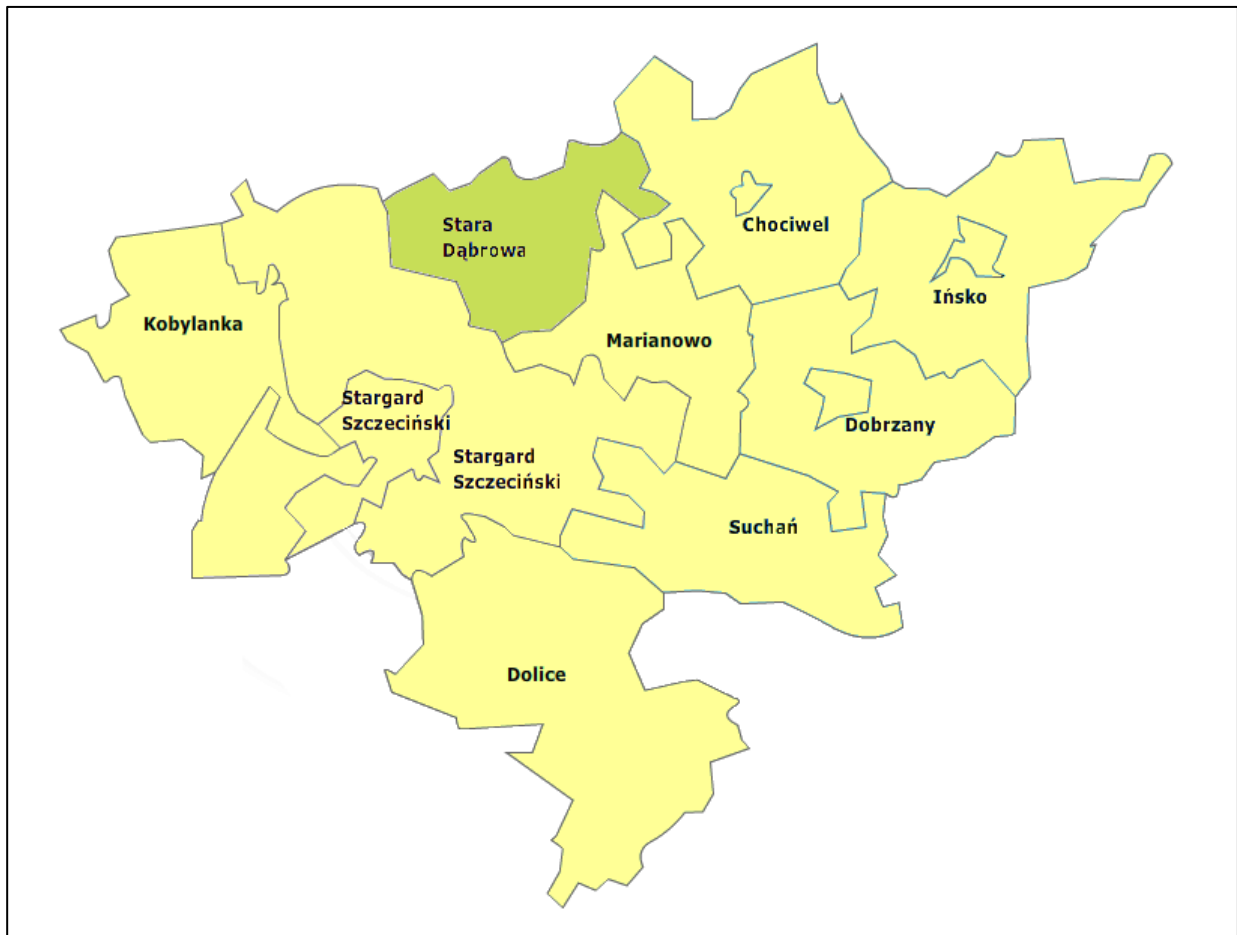 Stara
Dąbrowa
Chociwel
Ińsko
Kobylanka
Marianowo
Stargard
Szczeciński
Dobrzany
Stargard
Szczeciński
Suchań
Dolice